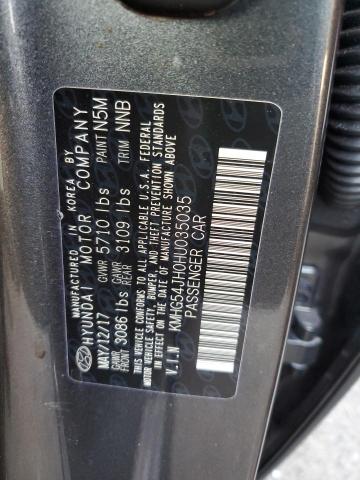 MANUFACTURED IN KOREA BY
HYUNDAI MOTOR COMPANY
MAY/12/17 GVWR 5710 lbs PAINT N5M
GAWR FRONT 3086 lbs GAWR REAR 3109 lbs TRIM NNB
THIS VEHICLE CONFORMS TO ALL APPLICABLE U.S.A. FEDERAL
MOTOR VEHICLE SAFETY, BUMPER, AND THEFT PREVENTION STANDARDS
IN EFFECT ON THE DATE OF MANUFACTURE SHOWN ABOVE
V.I.N KMHG54JH0HU035035
PASSENGER CAR